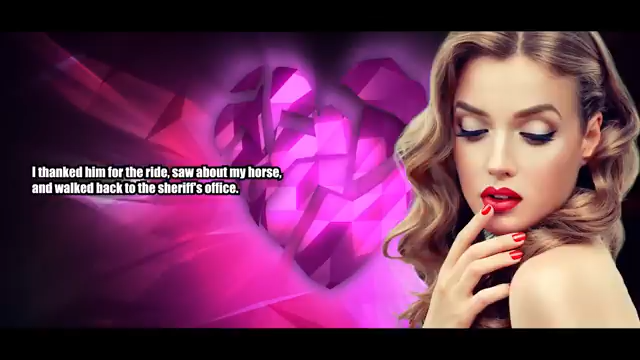 I thanked him for the ride, saw about my horse,
and walked back to the sheriff's office.